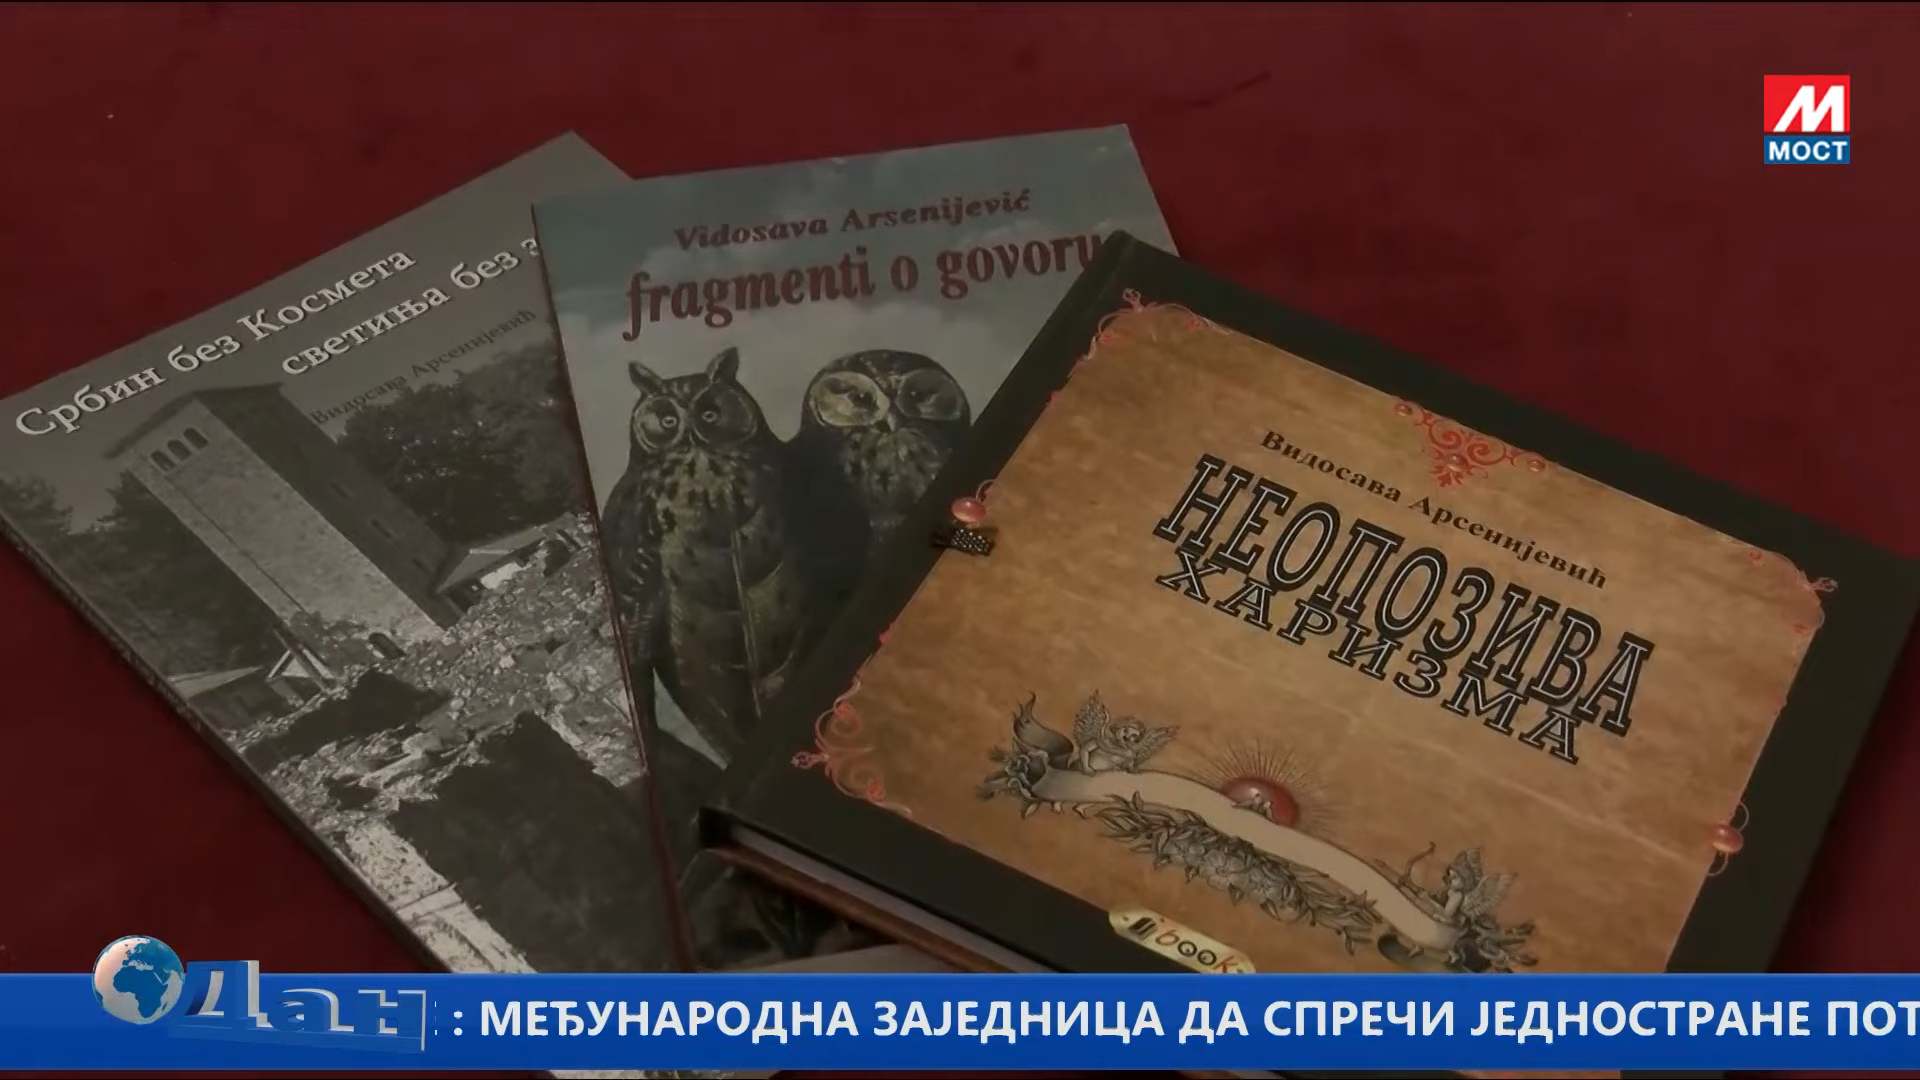 М
МОСТ
Србин без Космета
светиња без
Видосава Арсенијевић
Vidosava Arsenijević
fragmenti o govoru
Видосава Арсенијевић
НЕОПОЗИВА
ХАРИЗМА
book
Дан
: МЕЂУНАРОДНА ЗАЈЕДНИЦА ДА СПРЕЧИ ЈЕДНОСТРАНЕ ПОТ